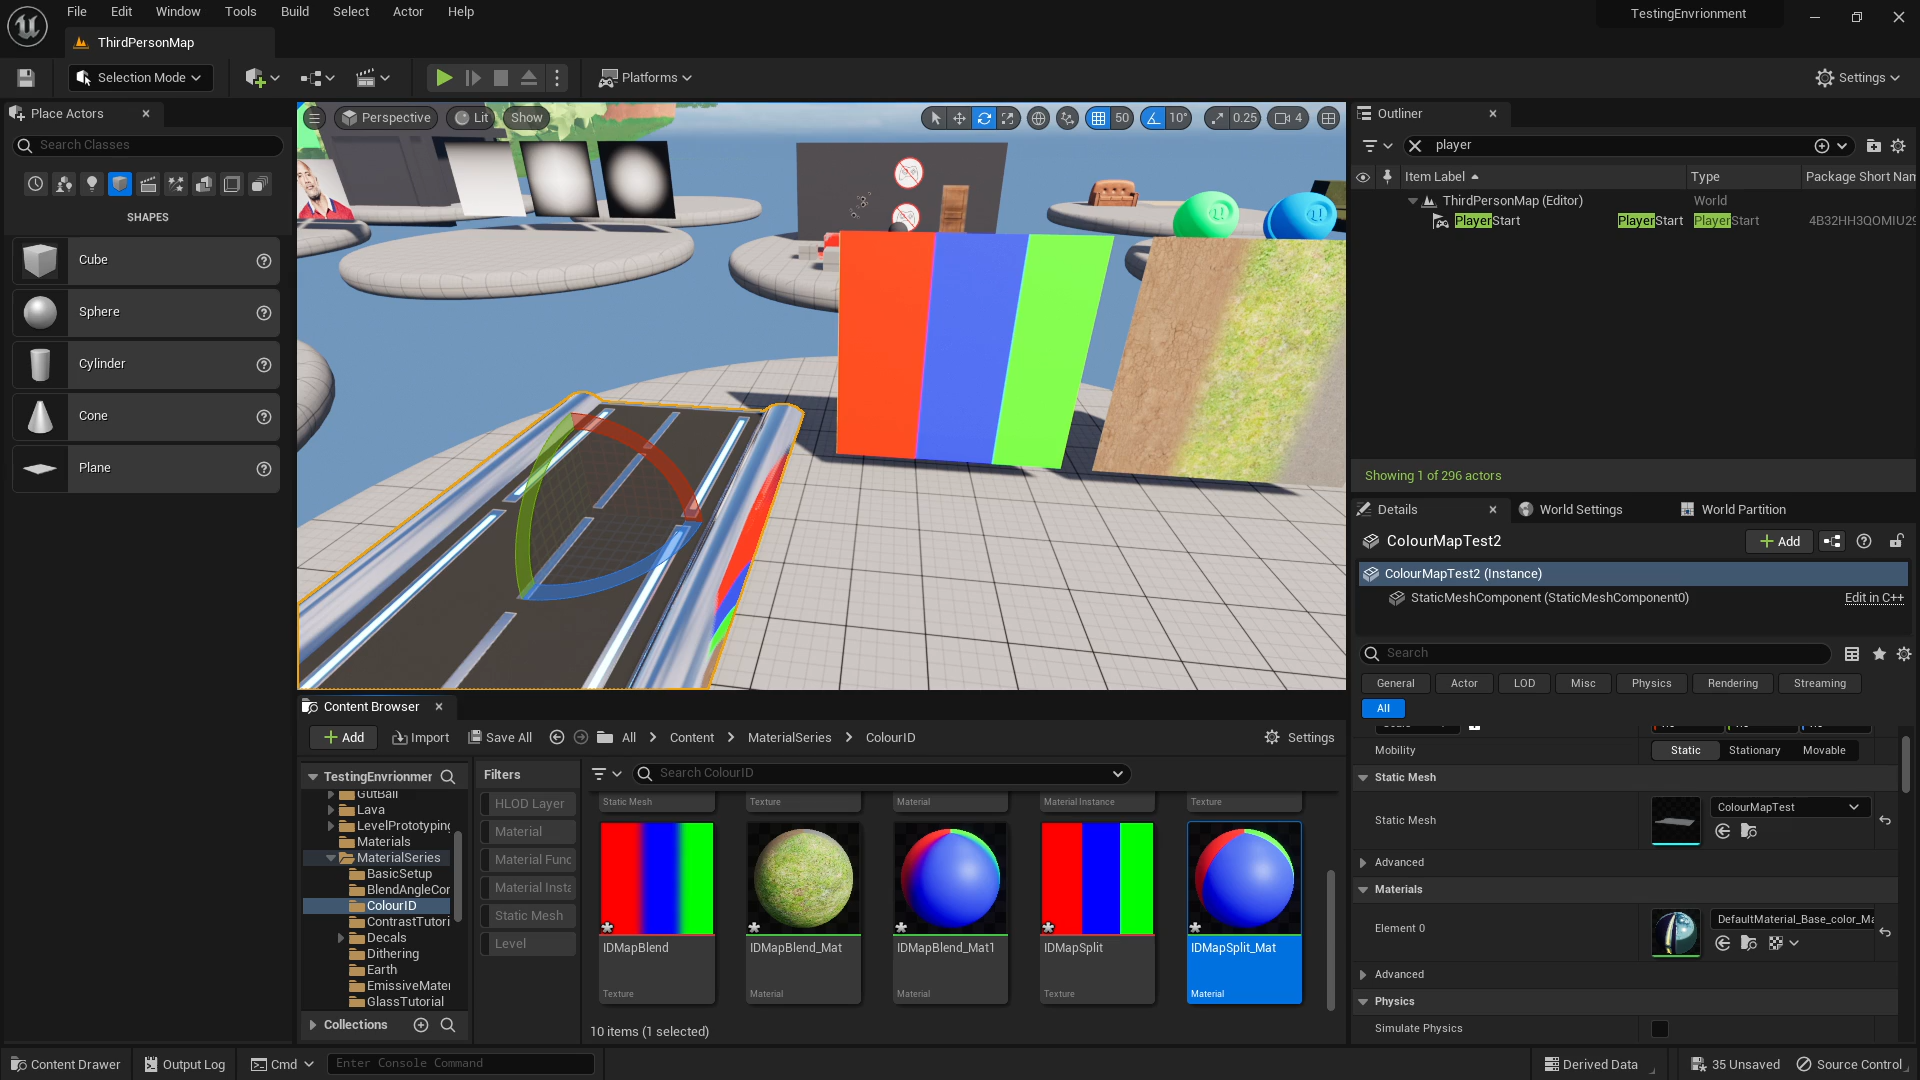 File Edit Window Tools Build Select Actor Help
TestingEnvrionment
ThirdPersonMap
Selection Mode
Platforms
Settings
Place Actors
Search Classes
SHAPES
Cube
Sphere
Cylinder
Cone
Plane
Perspective Lit Show
50 10° 0.25 4
Outliner
player
Item Label Type Package Short Nam
ThirdPersonMap (Editor) World
PlayerStart PlayerStart PlayerStart 4B32HH3QOMIU29
Showing 1 of 296 actors
Details World Settings World Partition
ColourMapTest2
Add
ColourMapTest2 (Instance)
StaticMeshComponent (StaticMeshComponent0) Edit in C++
Search
General Actor LOD Misc Physics Rendering Streaming
All
Mobility Static Stationary Movable
Static Mesh
Static Mesh ColourMapTest
Advanced
Materials
Element 0 DefaultMaterial_Base_color_Ma
Advanced
Physics
Simulate Physics
Content Browser
Add Import Save All All Content MaterialSeries ColourID Settings
TestingEnvrionmer
GutBall
Lava
LevelPrototyping
Materials
MaterialSeries
BasicSetup
BlendAngleCor
ColourID
ContrastTutori
Decals
Dithering
Earth
EmissiveMater
GlassTutorial
Collections
Filters
HLOD Layer
Material
Material Func
Material Insta
Static Mesh
Level
Search ColourID
Static Mesh Texture Material Material Instance Texture
IDMapBlend IDMapBlend_Mat IDMapBlend_Mat1 IDMapSplit IDMapSplit_Mat
Texture Material Material Texture Material
10 items (1 selected)
Content Drawer Output Log Cmd Enter Console Command Derived Data 35 Unsaved Source Control